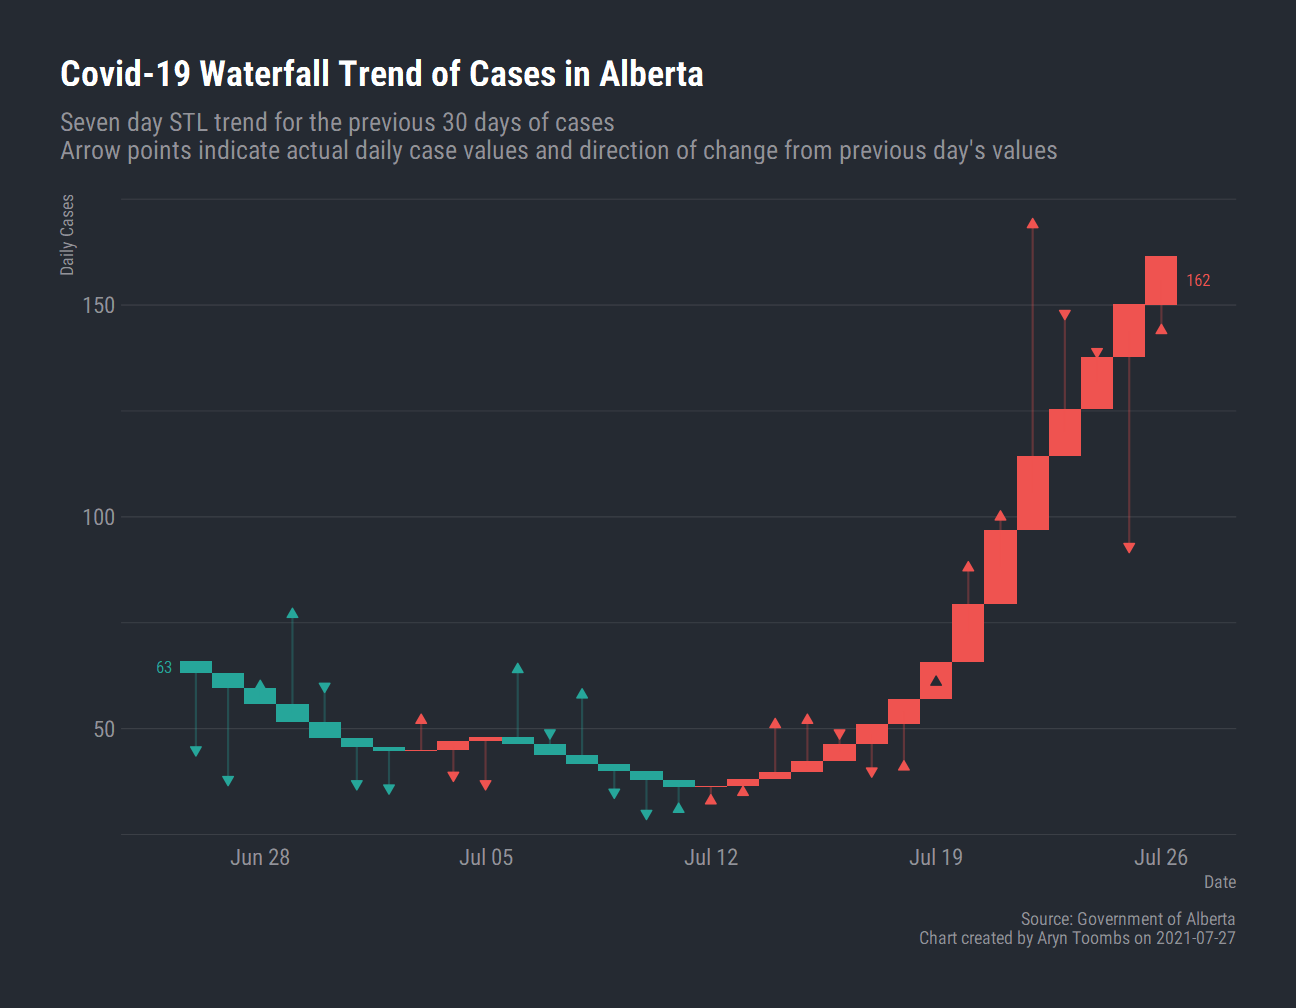 Covid-19 Waterfall Trend of Cases in Alberta
Seven day STL trend for the previous 30 days of cases
Arrow points indicate actual daily case values and direction of change from previous day's values
Daily Cases
150
100
50
63
162
Jun 28
Jul 05
Jul 12
Jul 19
Jul 26
Date
Source: Government of Alberta
Chart created by Aryn Toombs on 2021-07-27